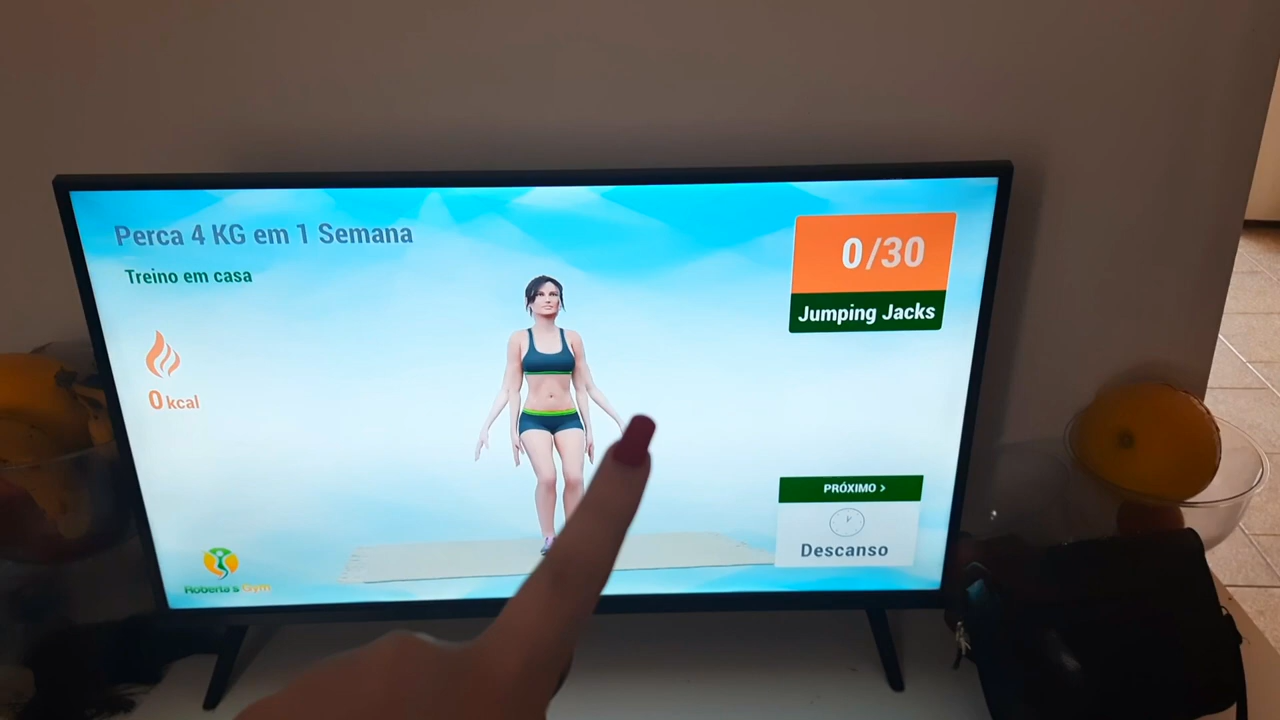 Perca 4 KG em 1 Semana
Treino em casa
0/30
Jumping Jacks
0 kcal
PRÓXIMO >
Descanso
Roberta's Gym